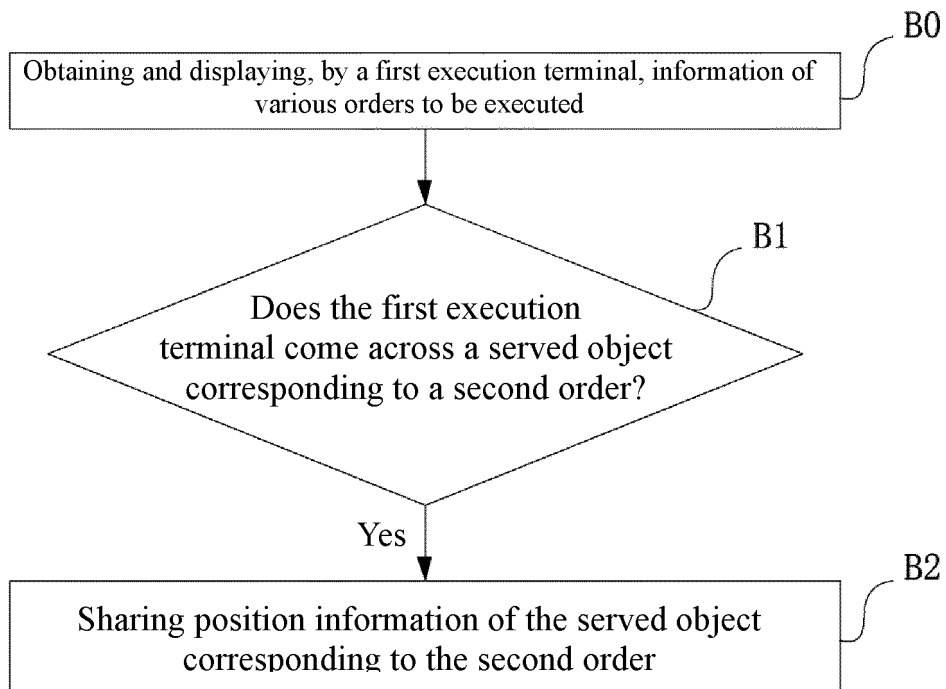 B0
Obtaining and displaying, by a first execution terminal, information of
various orders to be executed
B1
Does the first execution
terminal come across a served object
corresponding to a second order?
Yes
B2
Sharing position information of the served object
corresponding to the second order